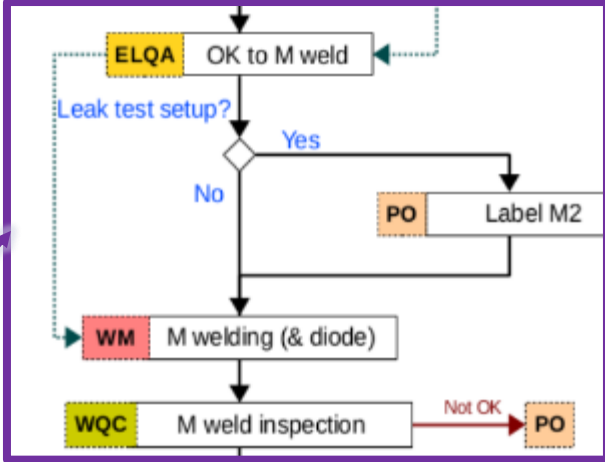 ELQA OK to M weld
Leak test setup?
Yes
No
PO Label M2
WM M welding (& diode)
WQC M weld inspection
Not OK
PO